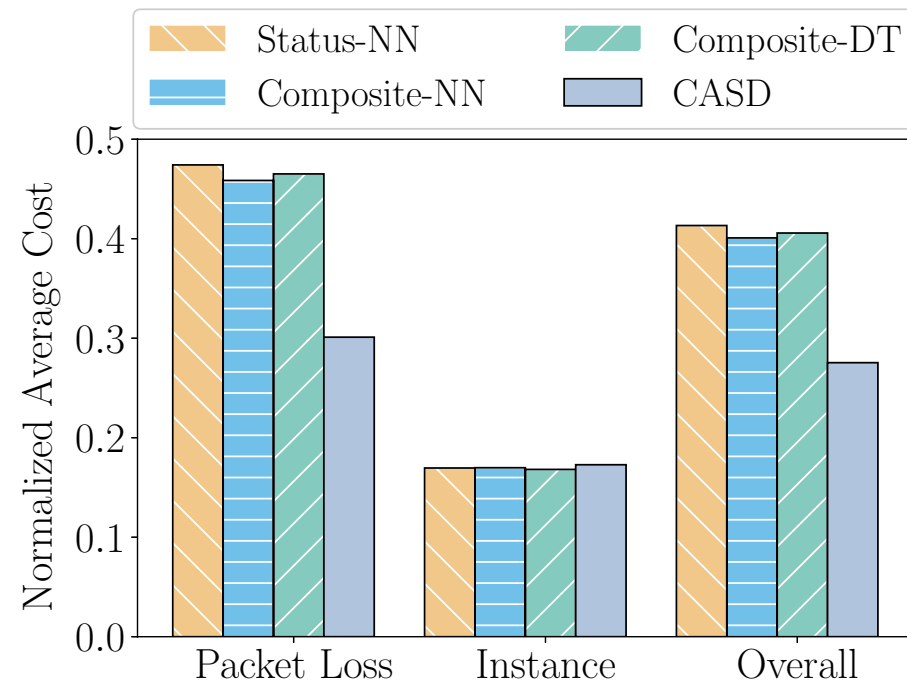 Status-NN
Composite-DT
Composite-NN
CASD
Normalized Average Cost
0.5
0.4
0.3
0.2
0.1
0.0
Packet Loss
Instance
Overall